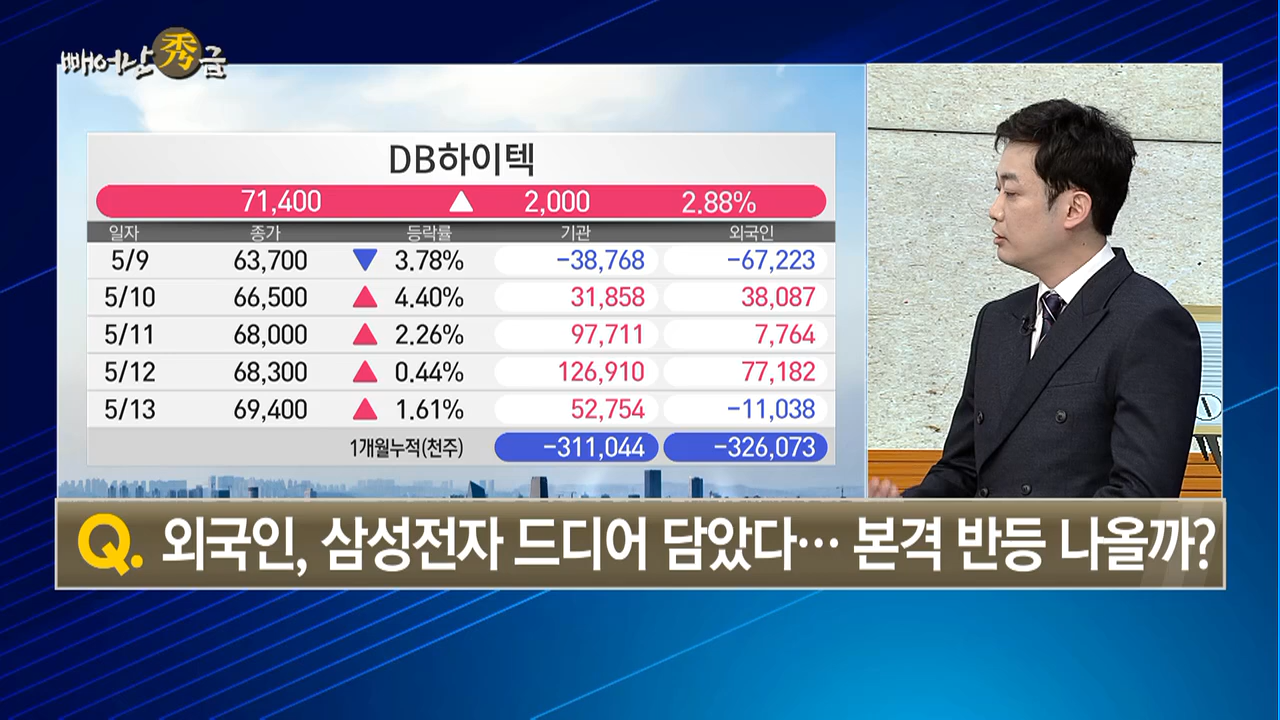 빼어날 秀 급
DB하이텍
71,400 ▲ 2,000 2.88%
일자 종가 등락률 기관 외국인
5/9 63,700 ▼ 3.78% -38,768 -67,223
5/10 66,500 ▲ 4.40% 31,858 38,087
5/11 68,000 ▲ 2.26% 97,711 7,764
5/12 68,300 ▲ 0.44% 126,910 77,182
5/13 69,400 ▲ 1.61% 52,754 -11,038
1개월누적(천주) -311,044 -326,073
Q. 외국인, 삼성전자 드디어 담았다… 본격 반등 나올까?